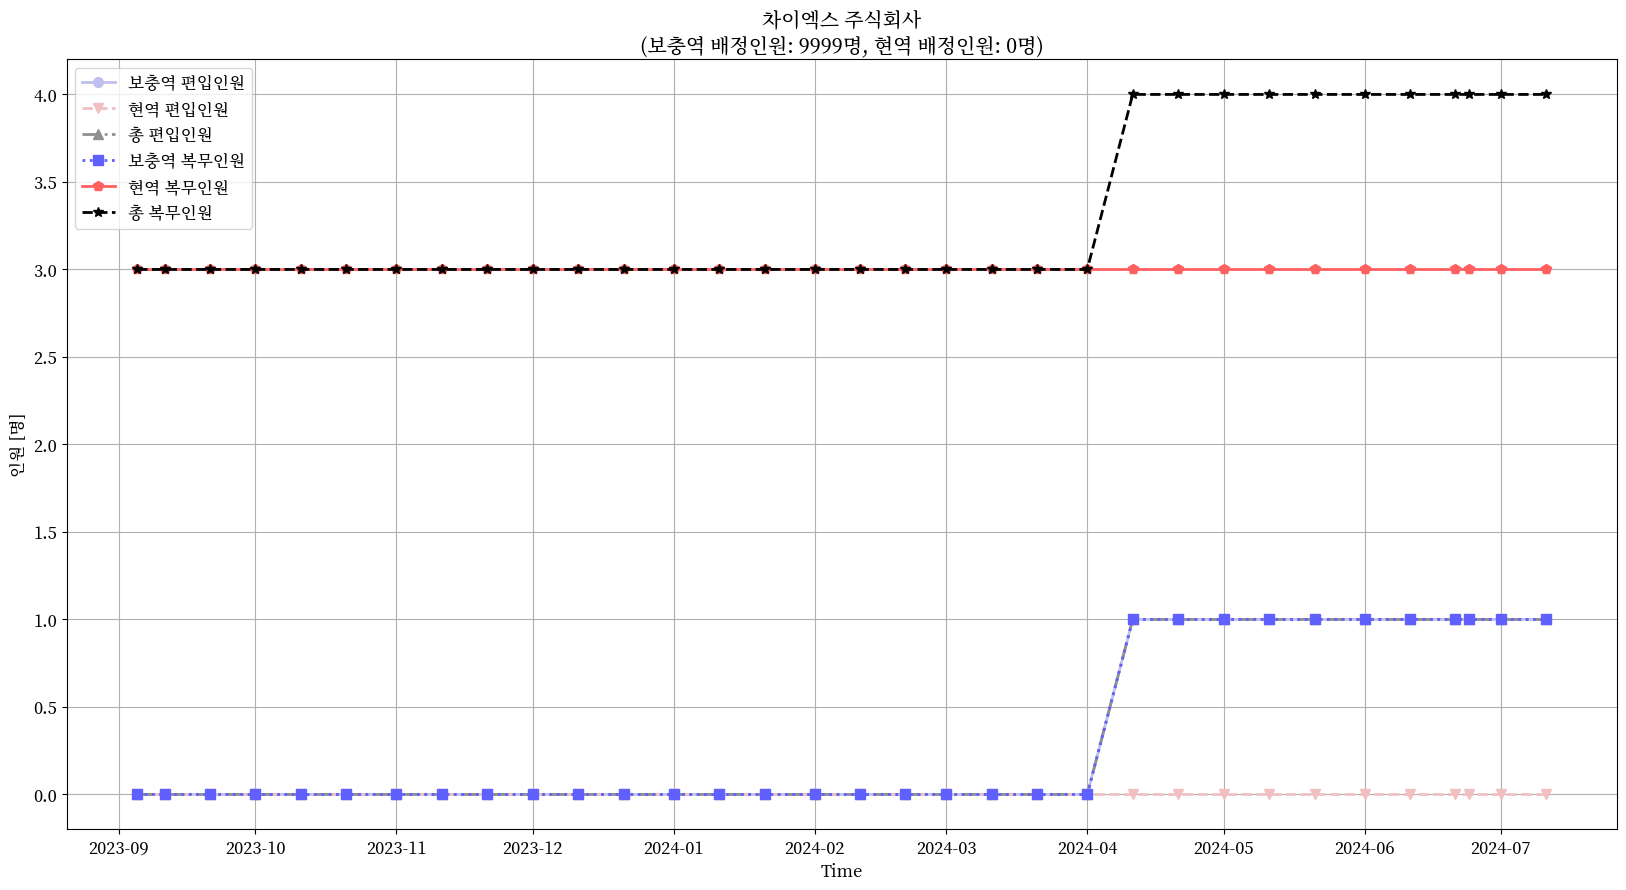 차이엑스 주식회사
(보충역 배정인원: 9999명, 현역 배정인원: 0명)
보충역 편입인원
현역 편입인원
총 편입인원
보충역 복무인원
현역 복무인원
총 복무인원
인원 [명]
4.0
3.5
3.0
2.5
2.0
1.5
1.0
0.5
0.0
2023-09 2023-10 2023-11 2023-12 2024-01 2024-02 2024-03 2024-04 2024-05 2024-06 2024-07
Time